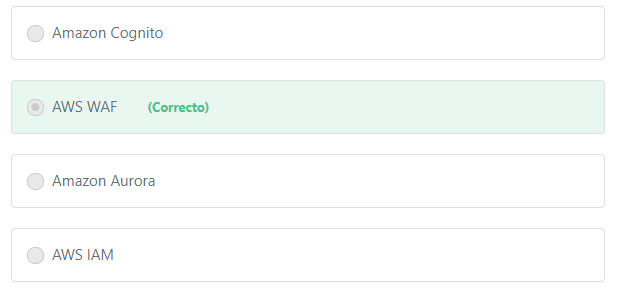 Amazon Cognito
AWS WAF (Correcto)
Amazon Aurora
AWS IAM